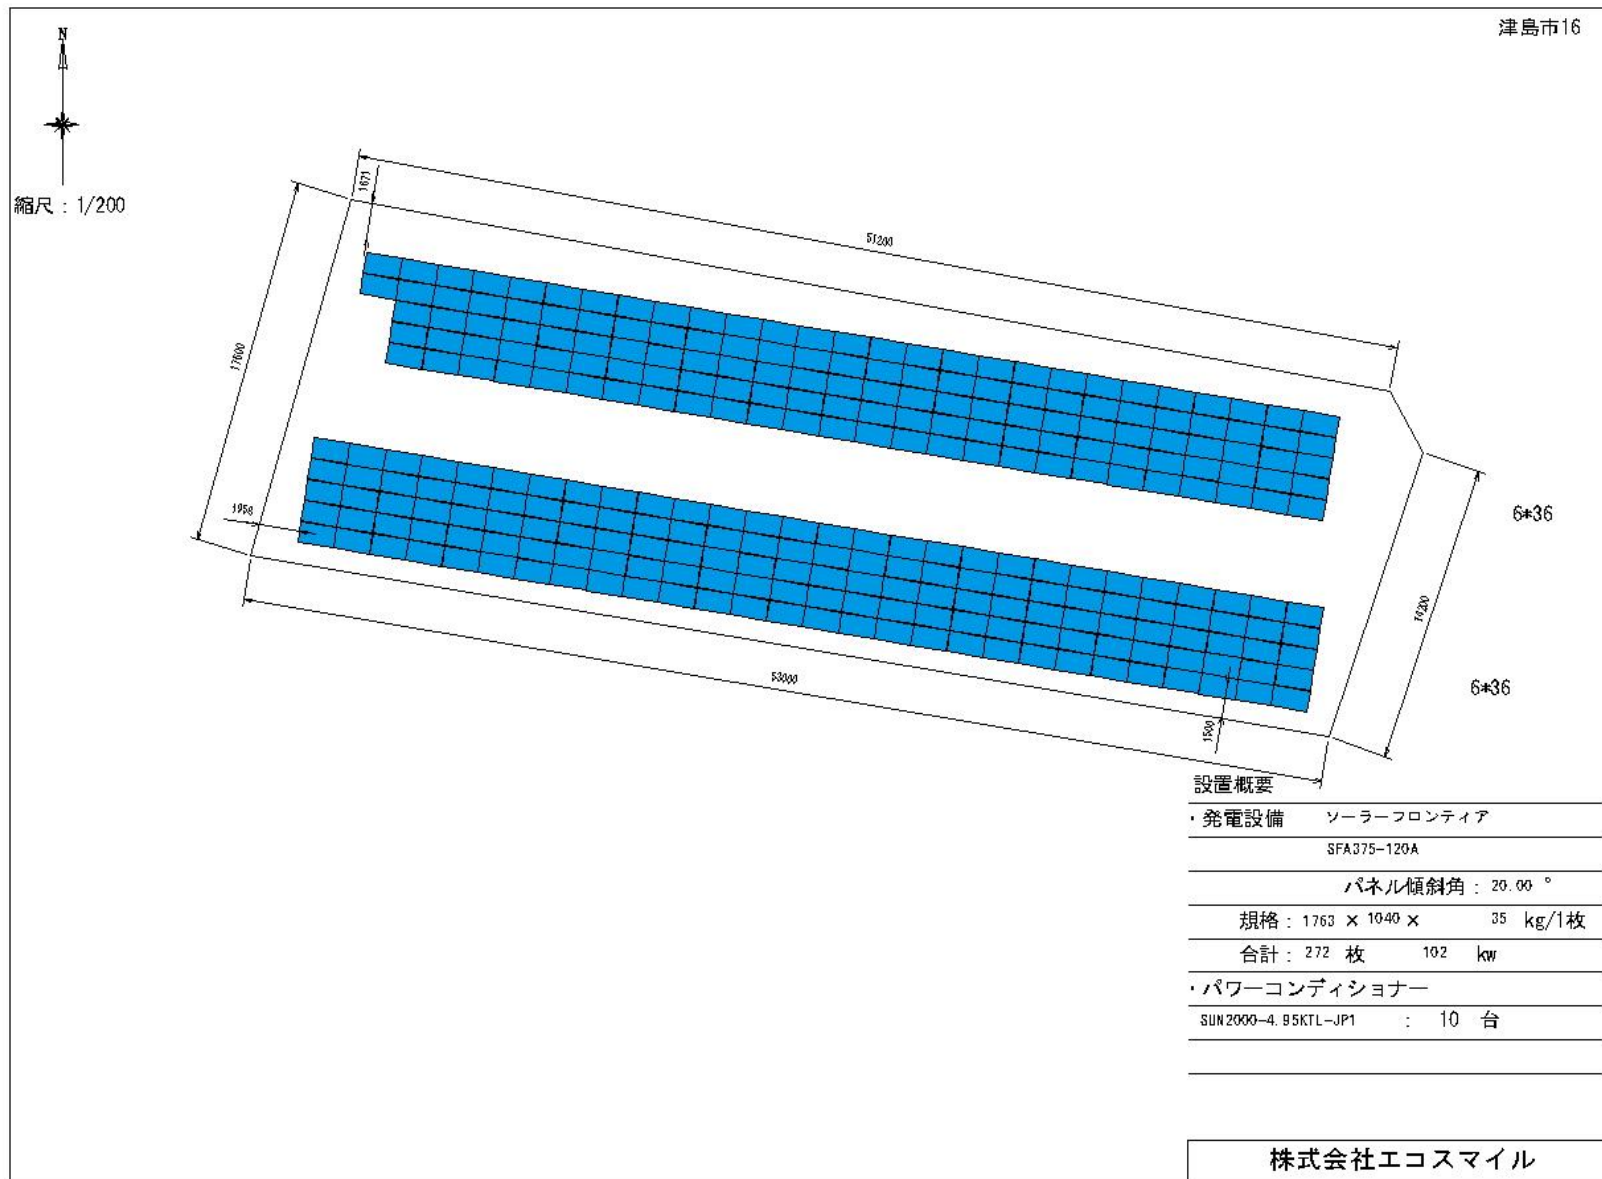 津島市16
N
縮尺：1/200
1671
51200
17600
1956
6*36
14200
53000
1500
6*36
設置概要
・発電設備 ソーラーフロンティア
SFA375-120A
パネル傾斜角：20.00 °
規格：1763 × 1040 × 35 kg/1枚
合計：272 枚 102 kw
・パワーコンディショナー
SUN2000-4.95KTL-JP1 ： 10 台
株式会社エコスマイル